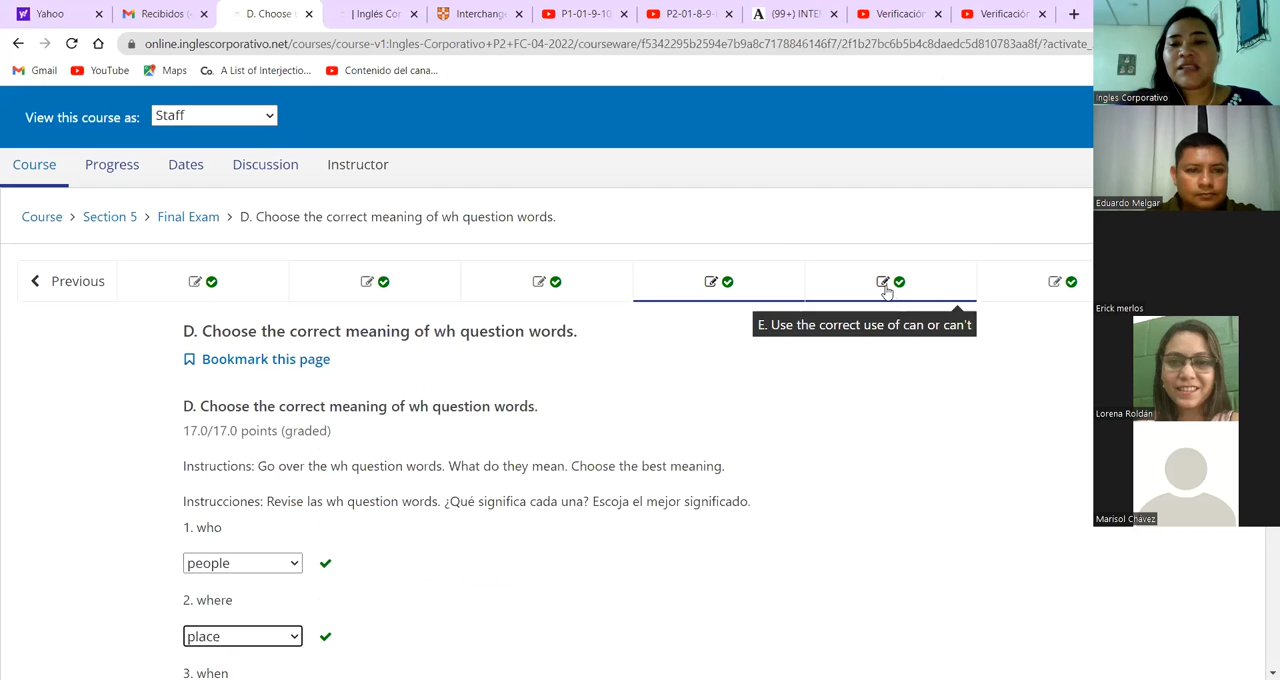 Yahoo
Recibidos (4
D. Choose
Inglés Cor
Interchang
P1-01-9-10
P2-01-8-9-
(99+) INTE
Verificación
Verificación
online.inglescorporativo.net/courses/course-v1:Ingles-Corporativo+P2+FC-04-2022/courseware/f5342295b2594e7b9a8c7178846146f7/2f1b27bc6b5b4c8daedc5d810783aa8f/?activate_
Gmail
YouTube
Maps
Co. A List of Interjectio...
Contenido del cana...
View this course as: Staff
Course
Progress
Dates
Discussion
Instructor
Course > Section 5 > Final Exam > D. Choose the correct meaning of wh question words.
Previous
E. Use the correct use of can or can't
D. Choose the correct meaning of wh question words.
Bookmark this page
D. Choose the correct meaning of wh question words.
17.0/17.0 points (graded)
Instructions: Go over the wh question words. What do they mean. Choose the best meaning.
Instrucciones: Revise las wh question words. ¿Qué significa cada una? Escoja el mejor significado.
1. who
people
2. where
place
3. when
Ingles Corporativo
Eduardo Melgar
Erick merlos
Lorena Roldán
Marisol Chávez